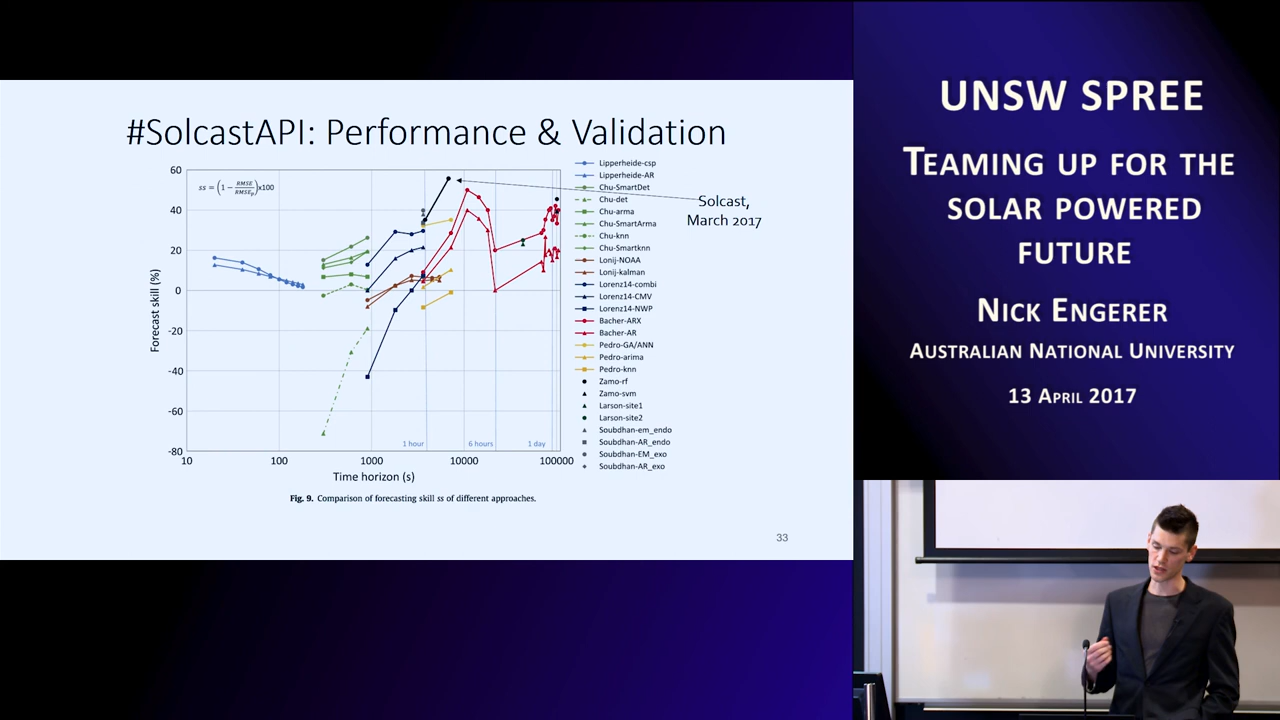 #SolcastAPI: Performance & Validation
60
40
20
0
-20
-40
-60
-80
Forecast skill (%)
ss = (1 − RMSE/RMSEp)x100
1 hour
6 hours
1 day
10
100
1000
10000
100000
Time horizon (s)
Lipperheide-csp
Lipperheide-AR
Chu-SmartDet
Chu-det
Chu-arma
Chu-SmartArma
Chu-knn
Chu-Smartknn
Lonij-NOAA
Lonij-kalman
Lorenz14-combi
Lorenz14-CMV
Lorenz14-NWP
Bacher-ARX
Bacher-AR
Pedro-GA/ANN
Pedro-arima
Pedro-knn
Zamo-rf
Zamo-svm
Larson-site1
Larson-site2
Soubdhan-em_endo
Soubdhan-AR_endo
Soubdhan-EM_exo
Soubdhan-AR_exo
Solcast,
March 2017
Fig. 9. Comparison of forecasting skill ss of different approaches.
33
UNSW SPREE
TEAMING UP FOR THE
SOLAR POWERED
FUTURE
NICK ENGERER
AUSTRALIAN NATIONAL UNIVERSITY
13 APRIL 2017